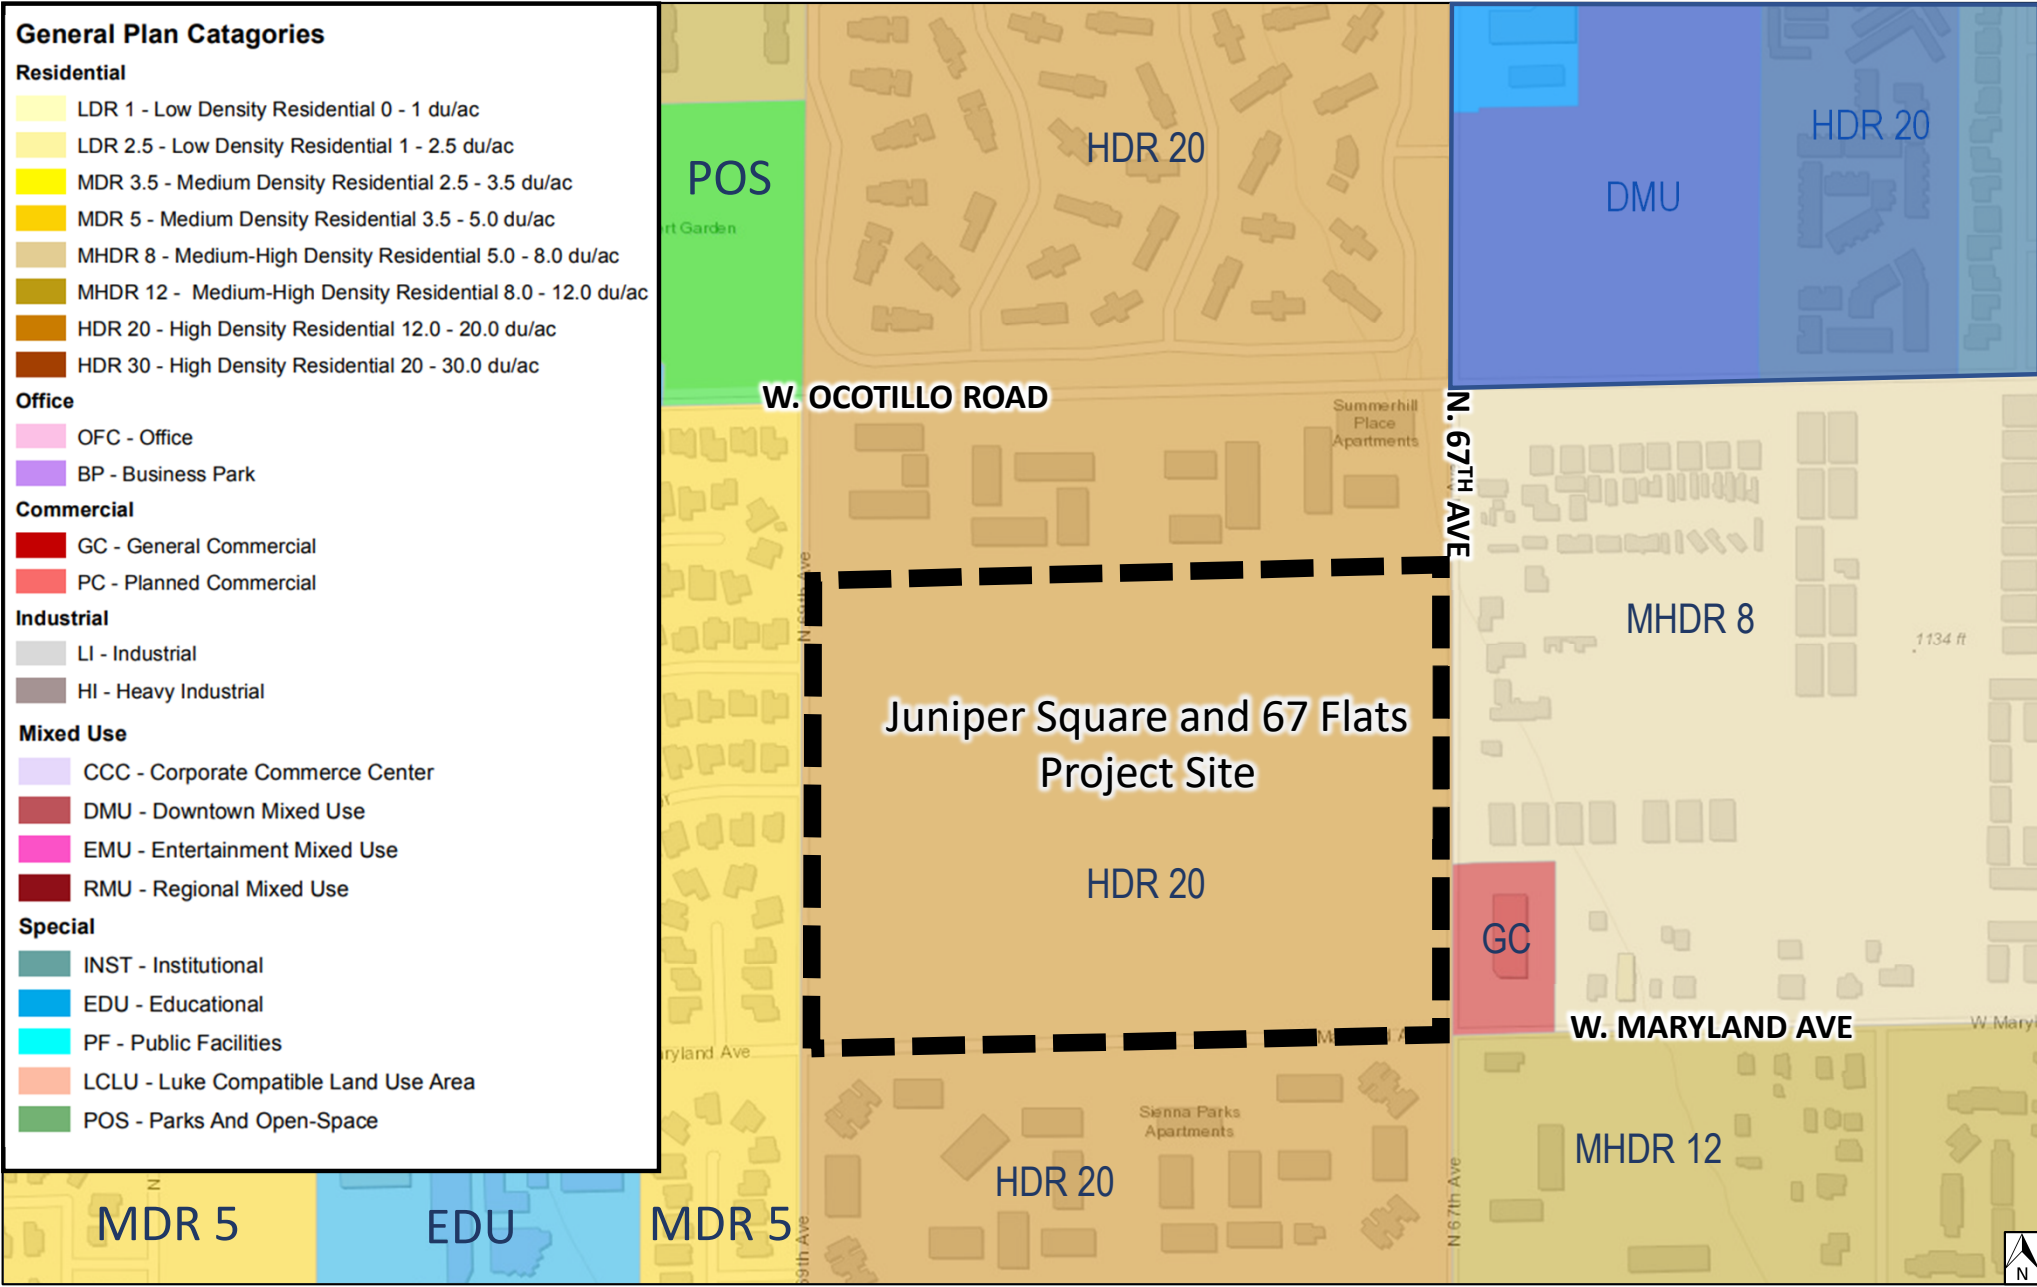 General Plan Catagories
Residential
LDR 1 - Low Density Residential 0 - 1 du/ac
LDR 2.5 - Low Density Residential 1 - 2.5 du/ac
MDR 3.5 - Medium Density Residential 2.5 - 3.5 du/ac
MDR 5 - Medium Density Residential 3.5 - 5.0 du/ac
MHDR 8 - Medium-High Density Residential 5.0 - 8.0 du/ac
MHDR 12 - Medium-High Density Residential 8.0 - 12.0 du/ac
HDR 20 - High Density Residential 12.0 - 20.0 du/ac
HDR 30 - High Density Residential 20 - 30.0 du/ac
Office
OFC - Office
BP - Business Park
Commercial
GC - General Commercial
PC - Planned Commercial
Industrial
LI - Industrial
HI - Heavy Industrial
Mixed Use
CCC - Corporate Commerce Center
DMU - Downtown Mixed Use
EMU - Entertainment Mixed Use
RMU - Regional Mixed Use
Special
INST - Institutional
EDU - Educational
PF - Public Facilities
LCLU - Luke Compatible Land Use Area
POS - Parks And Open-Space
HDR 20
HDR 20
POS
DMU
Garden
W. OCOTILLO ROAD
Summerhill
Place
Apartments
N. 67TH AVE
N 69th Ave
MHDR 8
1134 ft
Juniper Square and 67 Flats
Project Site
HDR 20
GC
W. MARYLAND AVE
W Maryl
ryland Ave
Sienna Parks
Apartments
HDR 20
MHDR 12
N 67th Ave
69th Ave
MDR 5
EDU
MDR 5
N
N